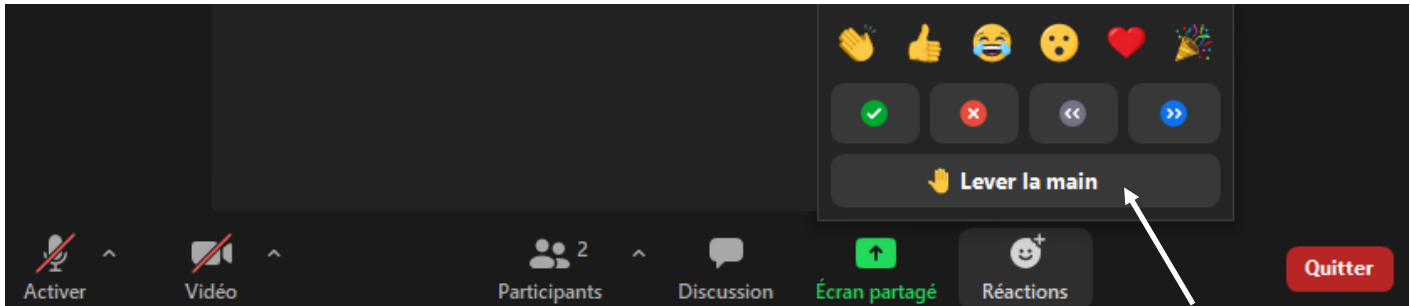 Lever la main
2
Activer Vidéo Participants Discussion Écran partagé Réactions Quitter